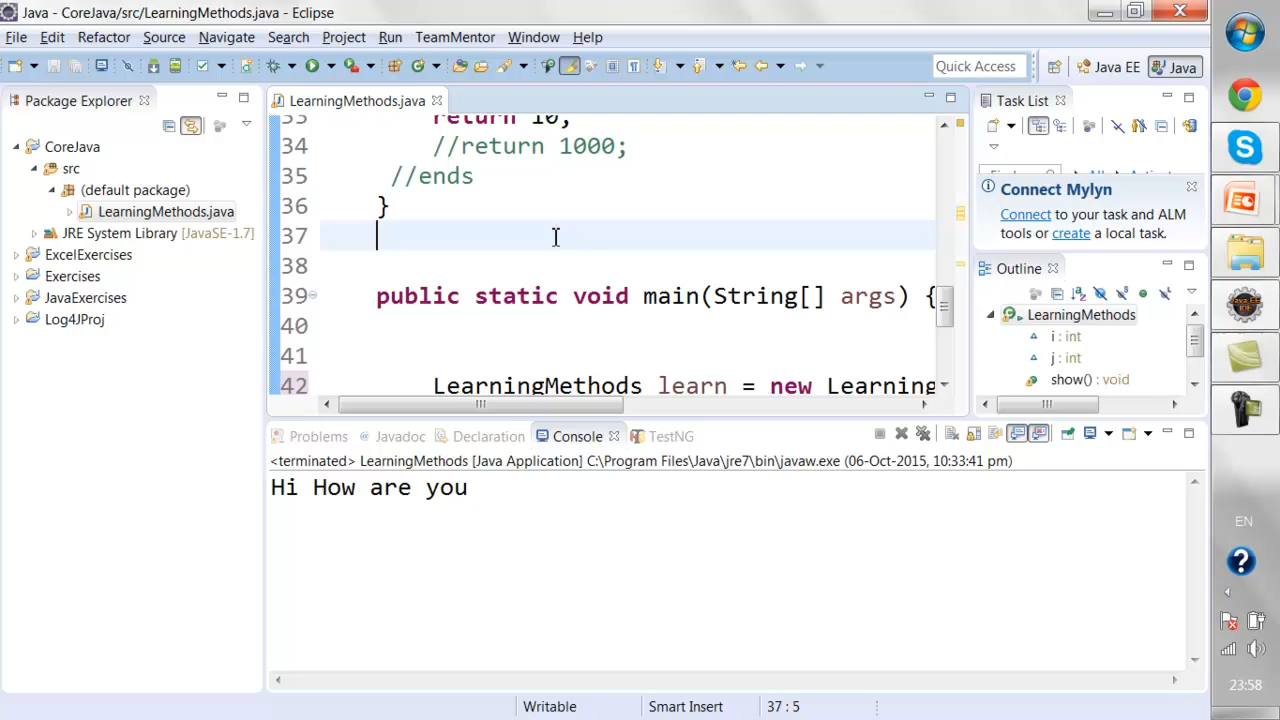 Java - CoreJava/src/LearningMethods.java - Eclipse
File Edit Refactor Source Navigate Search Project Run TeamMentor Window Help
Quick Access
Java EE
Java
Package Explorer
CoreJava
src
(default package)
LearningMethods.java
JRE System Library [JavaSE-1.7]
ExcelExercises
Exercises
JavaExercises
Log4JProj
LearningMethods.java
33 return 10;
34 //return 1000;
35 //ends
36 }
37
38
39 public static void main(String[] args) {
40
41
42 LearningMethods learn = new Learning
Task List
Connect Mylyn
Connect to your task and ALM
tools or create a local task.
Outline
LearningMethods
i : int
j : int
show() : void
Problems Javadoc Declaration Console TestNG
<terminated> LearningMethods [Java Application] C:\Program Files\Java\jre7\bin\javaw.exe (06-Oct-2015, 10:33:41 pm)
Hi How are you
Writable Smart Insert 37 : 5
EN
23:58